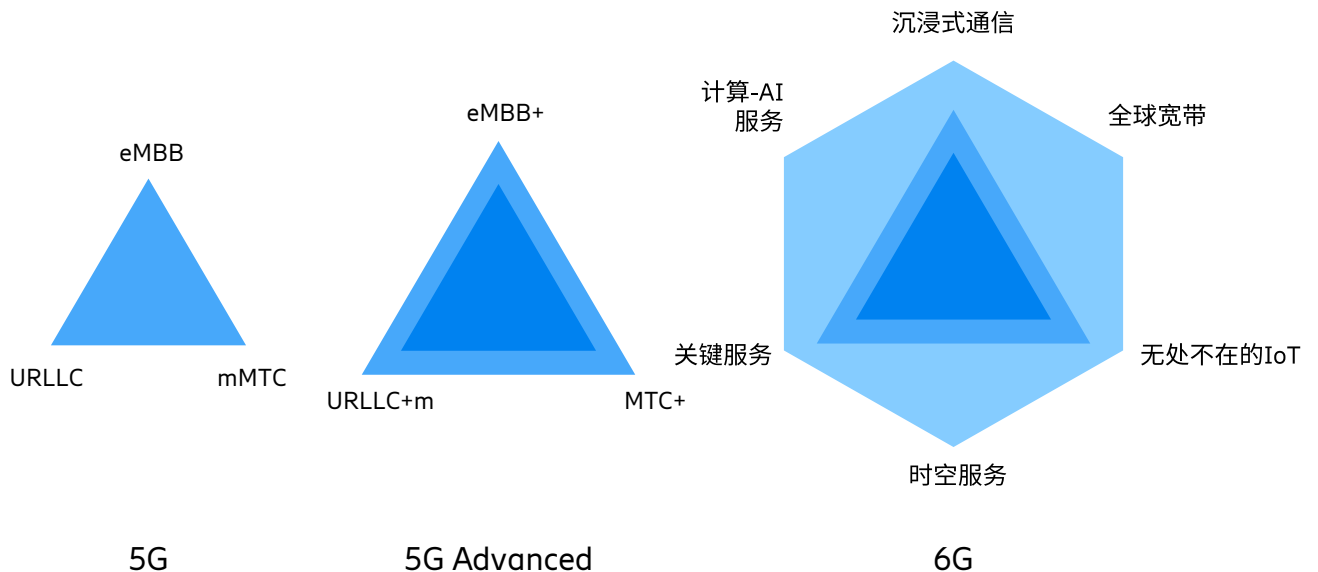 eMBB
URLLC
mMTC
5G
eMBB+
URLLC+m
MTC+
5G Advanced
沉浸式通信
计算-AI
服务
全球宽带
关键服务
无处不在的IoT
时空服务
6G